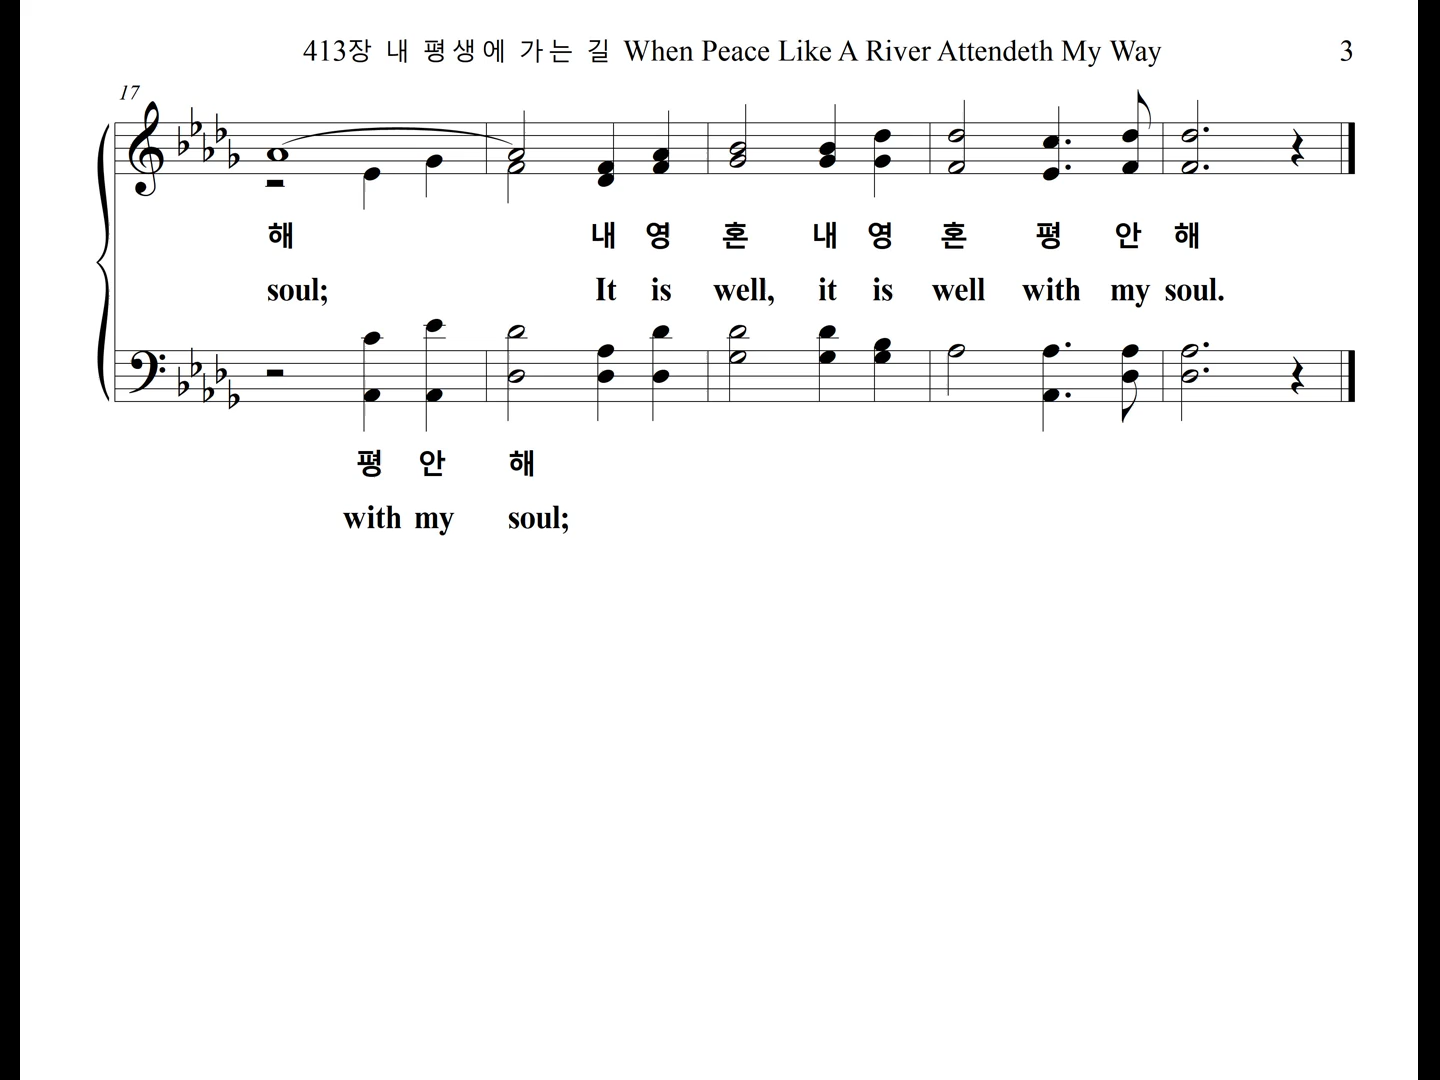 413장 내 평생에 가는 길 When Peace Like A River Attendeth My Way 3
17
해 내 영 혼 내 영 혼 평 안 해
soul; It is well, it is well with my soul.
평 안 해
with my soul;